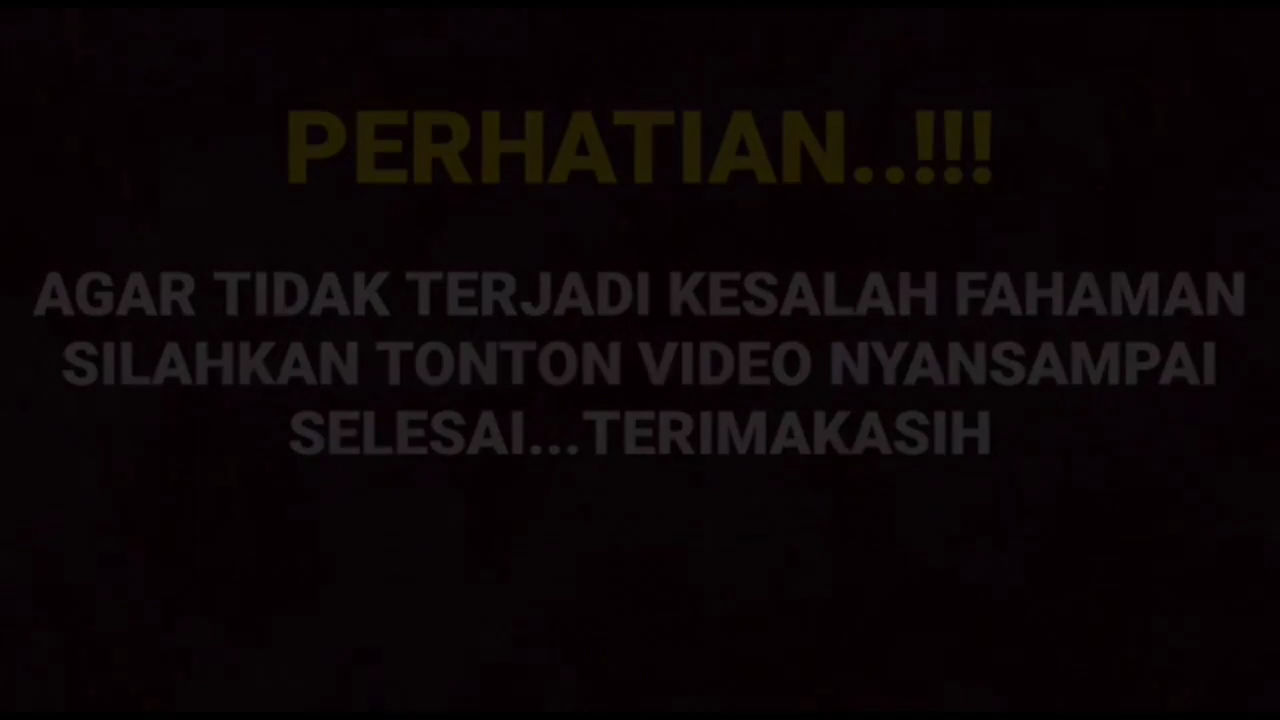 PERHATIAN..!!!
AGAR TIDAK TERJADI KESALAH FAHAMAN
SILAHKAN TONTON VIDEO NYANSAMPAI
SELESAI...TERIMAKASIH